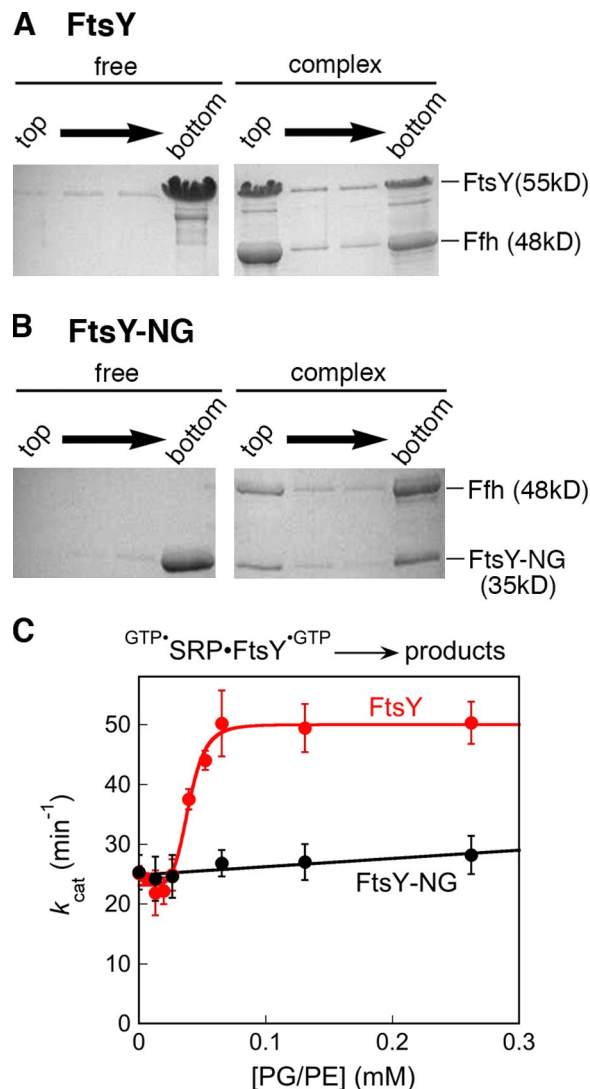 A FtsY
free complex
top bottom top bottom
FtsY(55kD)
Ffh (48kD)
B FtsY-NG
free complex
top bottom top bottom
Ffh (48kD)
FtsY-NG
(35kD)
C
GTP•SRP•FtsY•GTP → products
50
40
30
20
10
0
k_cat (min⁻¹)
FtsY
FtsY-NG
0 0.1 0.2 0.3
[PG/PE] (mM)